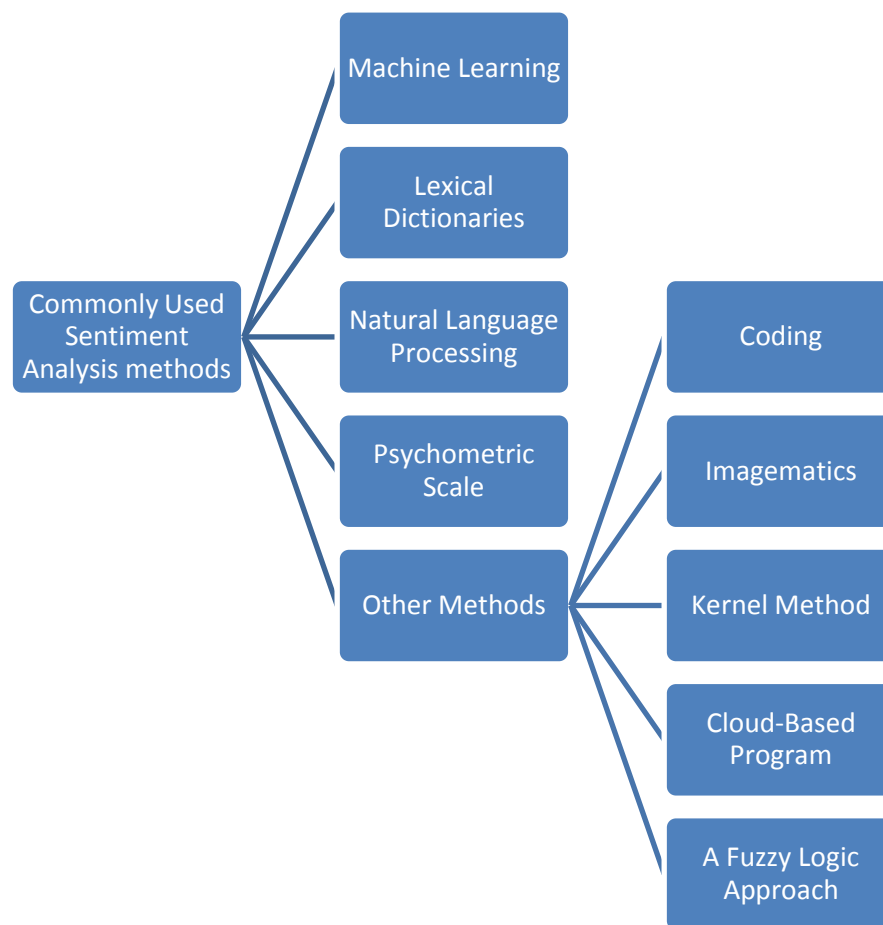 Commonly Used
Sentiment
Analysis methods
Machine Learning
Lexical
Dictionaries
Natural Language
Processing
Psychometric
Scale
Other Methods
Coding
Imagematics
Kernel Method
Cloud-Based
Program
A Fuzzy Logic
Approach